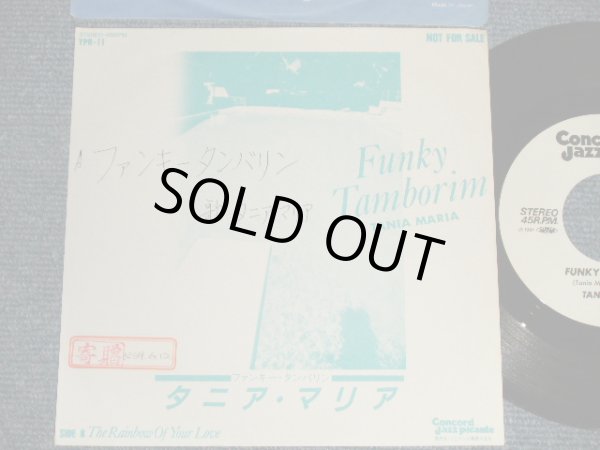 YPR-11
NOT FOR SALE
A ファンキー タンバリン
Funky
Tamborim
TANIA MARIA
SOLD OUT
寄贈
ファンキー・タンバリン
タニア・マリア
SIDE B The Rainbow Of Your Love
Concord
Jazz picante
Concord
Jazz
STEREO
45R.P.M.
FUNKY
(Tania M
TAN